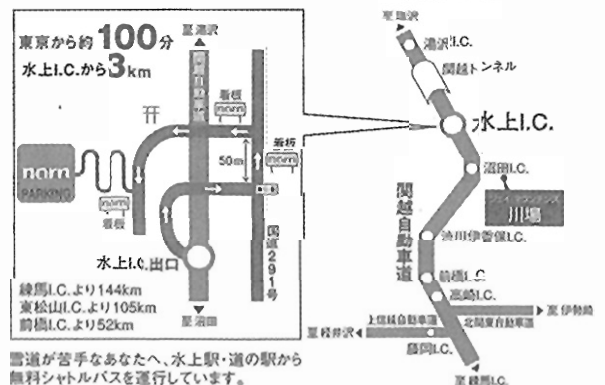 東京から約100分
水上I.C.から3km
至湯沢
看板
norn
看板
norn
50m
norn
PARKING
norn
看板
国道291号
水上I.C.出口
練馬I.C.より144km
東松山I.C.より105km
前橋I.C.より52km
至沼田
雪道が苦手なあなたへ、水上駅・道の駅から
無料シャトルバスを運行しています。
至塩沢
湯沢I.C.
関越トンネル
水上I.C.
沼田I.C.
川場
関越自動車道
渋川伊香保I.C.
前橋I.C.
高崎I.C.
至伊勢崎
北関東自動車道
上信越自動車道
至軽井沢
藤岡I.C.
至練馬I.C.